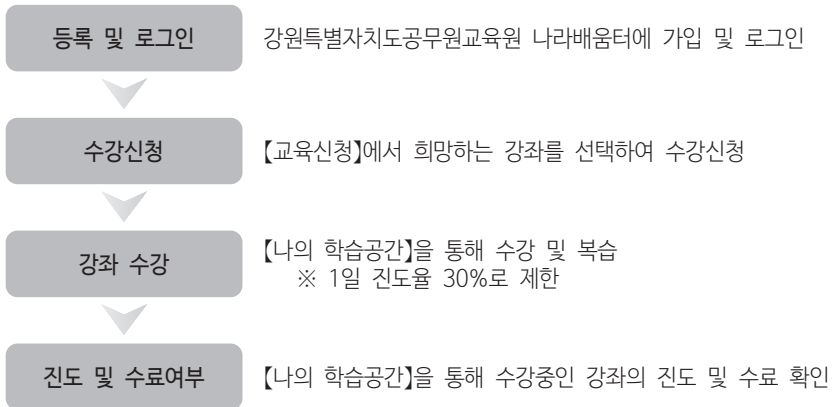 등록 및 로그인 강원특별자치도공무원교육원 나라배움터에 가입 및 로그인
수강신청 【교육신청】에서 희망하는 강좌를 선택하여 수강신청
강좌 수강 【나의 학습공간】을 통해 수강 및 복습
※ 1일 진도율 30%로 제한
진도 및 수료여부 【나의 학습공간】을 통해 수강중인 강좌의 진도 및 수료 확인